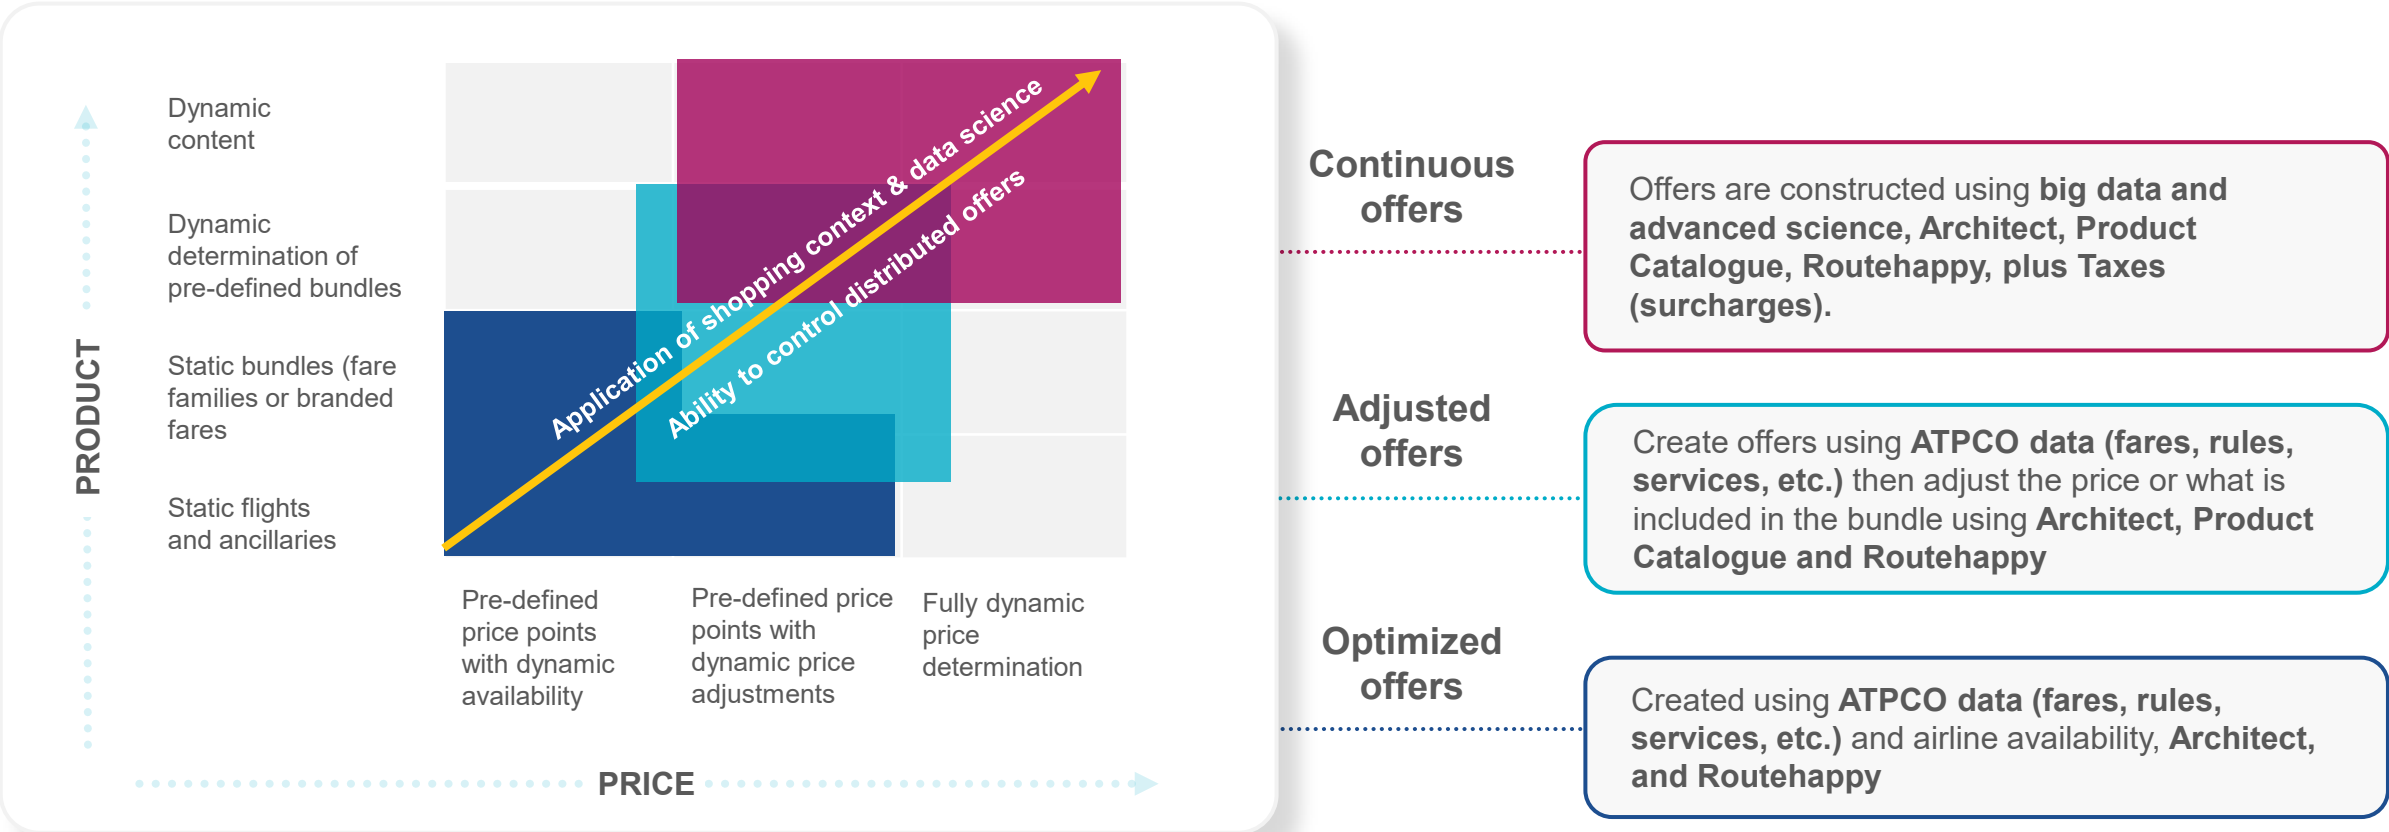 Dynamic
content
Dynamic
determination of
pre-defined bundles
Static bundles (fare
families or branded
fares
Static flights
and ancillaries
PRODUCT
Application of shopping context & data science
Ability to control distributed offers
Pre-defined
price points
with dynamic
availability
Pre-defined price
points with
dynamic price
adjustments
Fully dynamic
price
determination
PRICE
Continuous
offers
Offers are constructed using big data and
advanced science, Architect, Product
Catalogue, Routehappy, plus Taxes
(surcharges).
Adjusted
offers
Create offers using ATPCO data (fares, rules,
services, etc.) then adjust the price or what is
included in the bundle using Architect, Product
Catalogue and Routehappy
Optimized
offers
Created using ATPCO data (fares, rules,
services, etc.) and airline availability, Architect,
and Routehappy